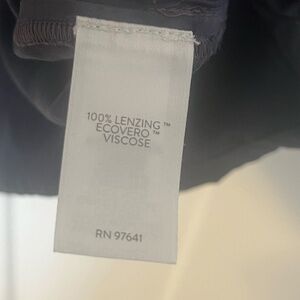 100% LENZING™
ECOVERO™
VISCOSE
RN 97641